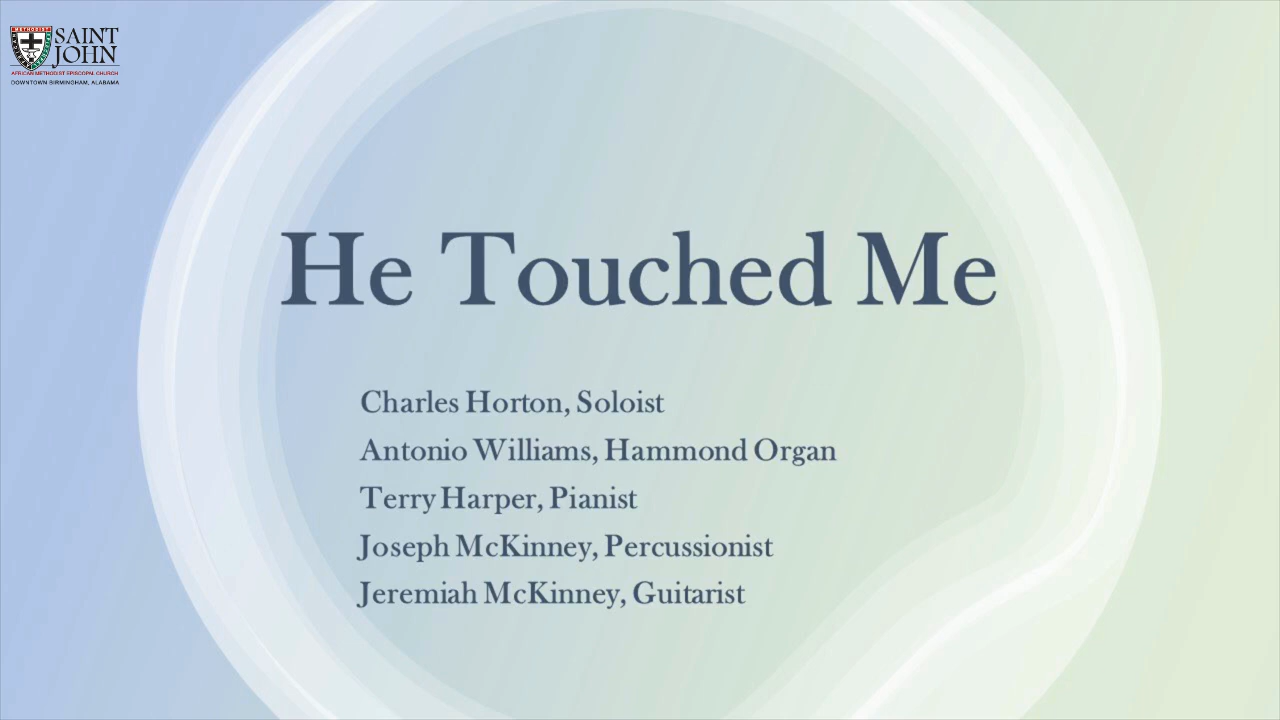 METHODIST
SAINT
JOHN
AFRICAN METHODIST EPISCOPAL CHURCH
DOWNTOWN BIRMINGHAM, ALABAMA
He Touched Me
Charles Horton, Soloist
Antonio Williams, Hammond Organ
Terry Harper, Pianist
Joseph McKinney, Percussionist
Jeremiah McKinney, Guitarist